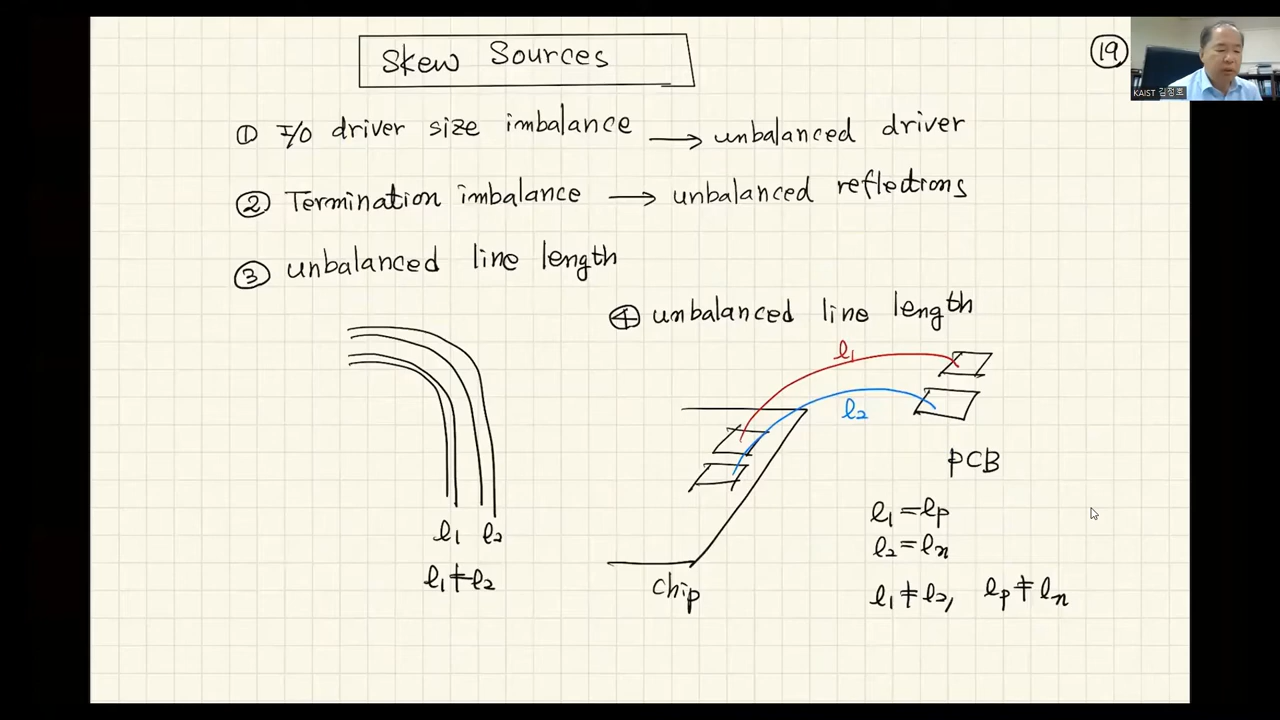 Skew Sources
19
KAIST 김정호
① I/O driver size imbalance → unbalanced driver
② Termination imbalance → unbalanced reflections
③ unbalanced line length
④ unbalanced line length
ℓ1
ℓ2
PCB
ℓ1 = ℓp
ℓ1 ℓ2
ℓ2 = ℓn
ℓ1 ≠ ℓ2
chip
ℓ1 ≠ ℓ2, ℓp ≠ ℓn